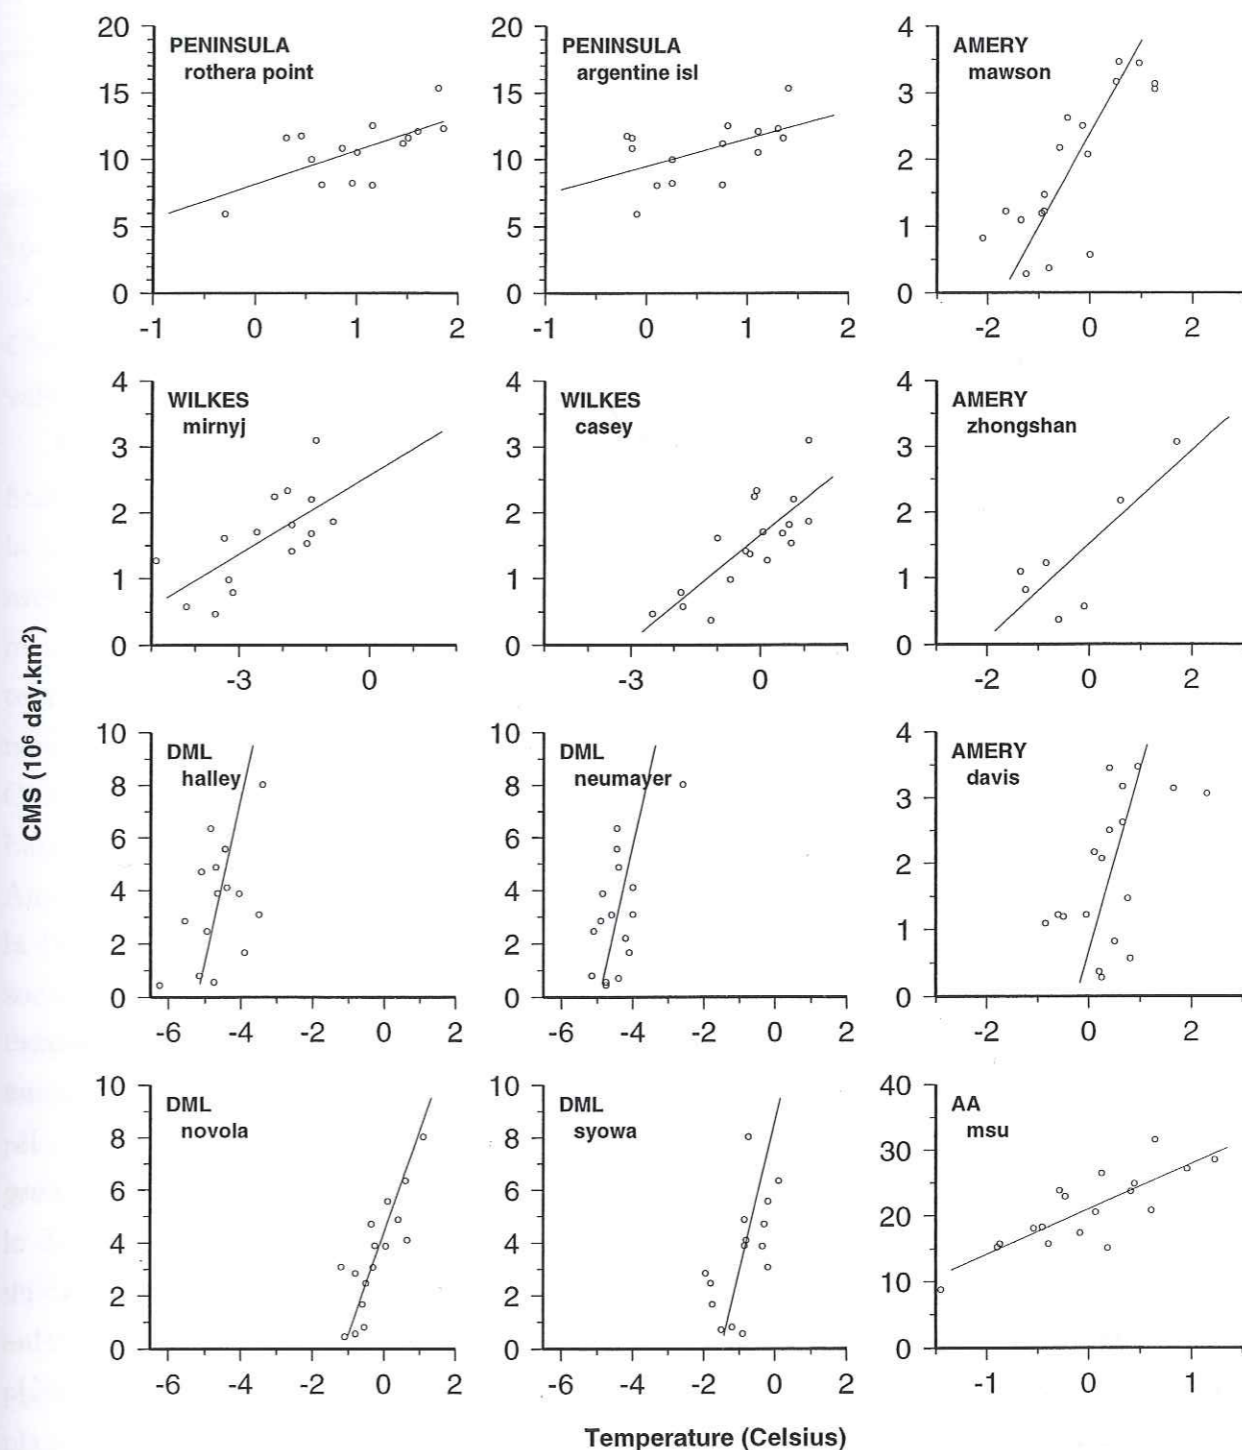 20
15
10
5
0
-1 0 1 2
PENINSULA
rothera point
20
15
10
5
0
-1 0 1 2
PENINSULA
argentine isl
4
3
2
1
0
-2 0 2
AMERY
mawson
4
3
2
1
0
-3 0
WILKES
mirnyj
4
3
2
1
0
-3 0
WILKES
casey
4
3
2
1
0
-2 0 2
AMERY
zhongshan
CMS (10⁶ day.km²)
10
8
6
4
2
0
-6 -4 -2 0 2
DML
halley
10
8
6
4
2
0
-6 -4 -2 0 2
DML
neumayer
4
3
2
1
0
-2 0 2
AMERY
davis
10
8
6
4
2
0
-6 -4 -2 0 2
DML
novola
10
8
6
4
2
0
-6 -4 -2 0 2
DML
syowa
40
30
20
10
0
-1 0 1
AA
msu
Temperature (Celsius)